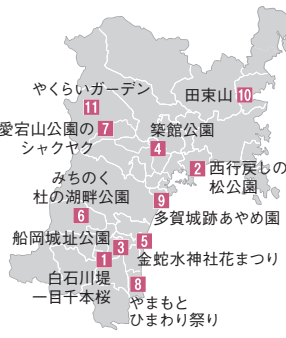 やくらいガーデン
11
田束山 10
愛宕山公園の 7
シャクヤク
築館公園
4
2 西行戻しの
松公園
みちのく
杜の湖畔公園
6
9
多賀城跡あやめ園
船岡城址公園
3
5
金蛇水神社花まつり
1
白石川堤
一目千本桜
8
やまもと
ひまわり祭り